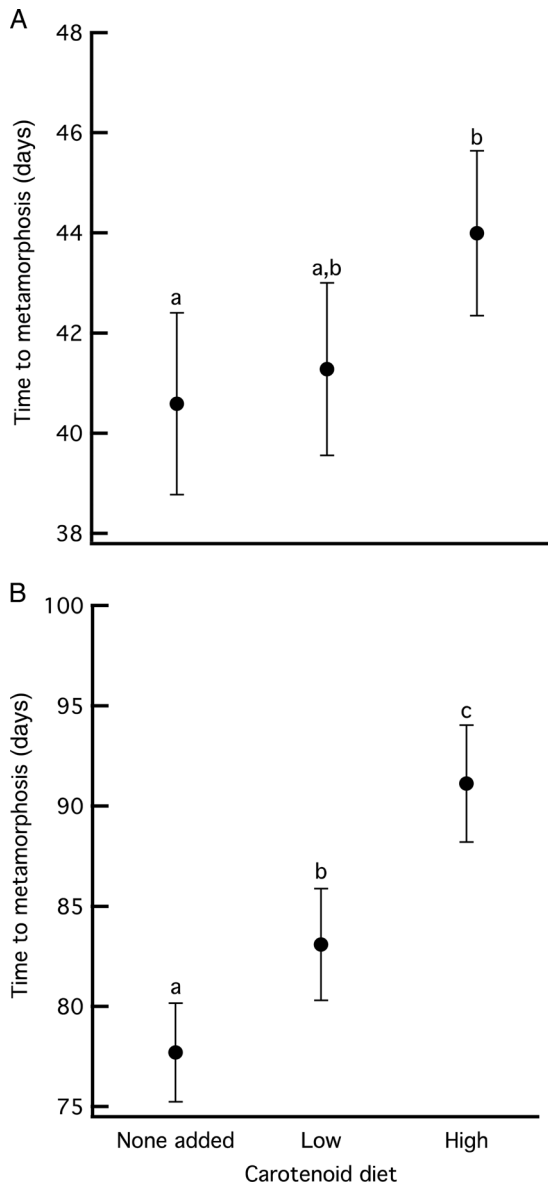 A
48
46
44
42
40
38
Time to metamorphosis (days)
a
a,b
b
B
100
95
90
85
80
75
Time to metamorphosis (days)
a
b
c
None added Low High
Carotenoid diet